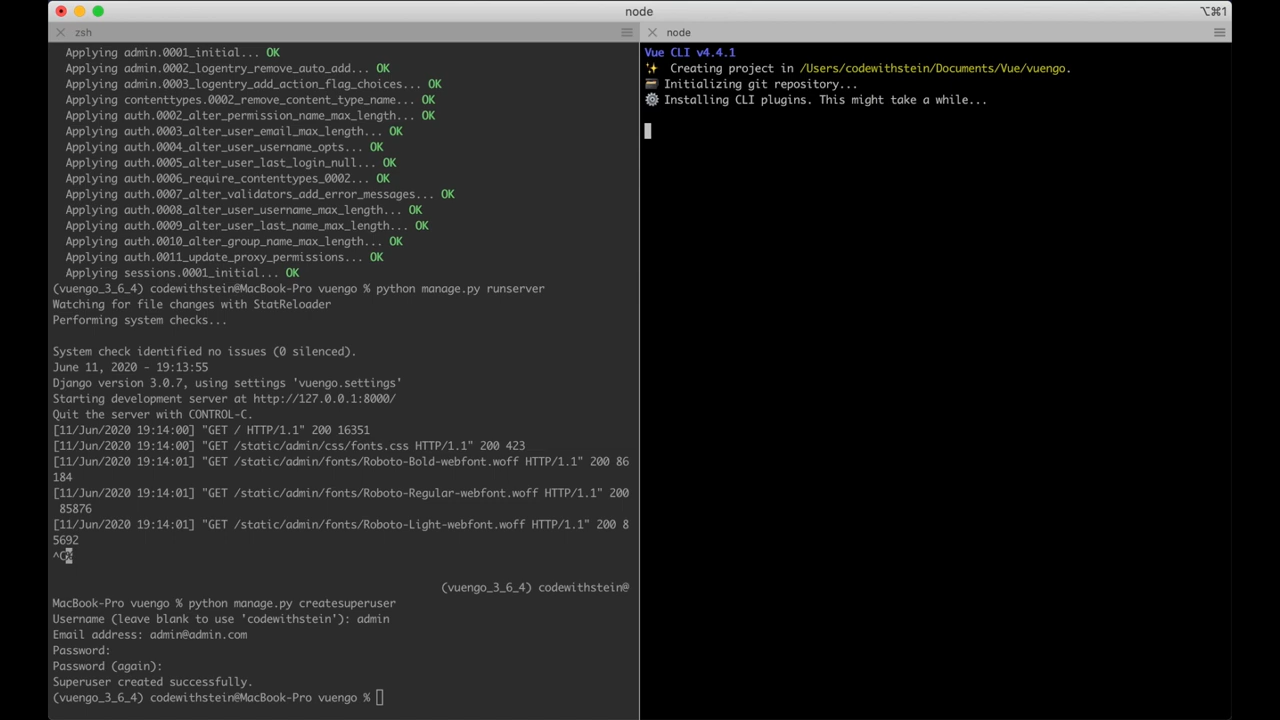 node
⌥⌘1
zsh
Applying admin.0001_initial... OK
Applying admin.0002_logentry_remove_auto_add... OK
Applying admin.0003_logentry_add_action_flag_choices... OK
Applying contenttypes.0002_remove_content_type_name... OK
Applying auth.0002_alter_permission_name_max_length... OK
Applying auth.0003_alter_user_email_max_length... OK
Applying auth.0004_alter_user_username_opts... OK
Applying auth.0005_alter_user_last_login_null... OK
Applying auth.0006_require_contenttypes_0002... OK
Applying auth.0007_alter_validators_add_error_messages... OK
Applying auth.0008_alter_user_username_max_length... OK
Applying auth.0009_alter_user_last_name_max_length... OK
Applying auth.0010_alter_group_name_max_length... OK
Applying auth.0011_update_proxy_permissions... OK
Applying sessions.0001_initial... OK
(vuengo_3_6_4) codewithstein@MacBook-Pro vuengo % python manage.py runserver
Watching for file changes with StatReloader
Performing system checks...
System check identified no issues (0 silenced).
June 11, 2020 - 19:13:55
Django version 3.0.7, using settings 'vuengo.settings'
Starting development server at http://127.0.0.1:8000/
Quit the server with CONTROL-C.
[11/Jun/2020 19:14:00] "GET / HTTP/1.1" 200 16351
[11/Jun/2020 19:14:00] "GET /static/admin/css/fonts.css HTTP/1.1" 200 423
[11/Jun/2020 19:14:01] "GET /static/admin/fonts/Roboto-Bold-webfont.woff HTTP/1.1" 200 86
184
[11/Jun/2020 19:14:01] "GET /static/admin/fonts/Roboto-Regular-webfont.woff HTTP/1.1" 200
85876
[11/Jun/2020 19:14:01] "GET /static/admin/fonts/Roboto-Light-webfont.woff HTTP/1.1" 200 8
5692
^C%
(vuengo_3_6_4) codewithstein@
MacBook-Pro vuengo % python manage.py createsuperuser
Username (leave blank to use 'codewithstein'): admin
Email address: admin@admin.com
Password:
Password (again):
Superuser created successfully.
(vuengo_3_6_4) codewithstein@MacBook-Pro vuengo %
node
Vue CLI v4.4.1
✨ Creating project in /Users/codewithstein/Documents/Vue/vuengo.
🗃 Initializing git repository...
⚙️ Installing CLI plugins. This might take a while...